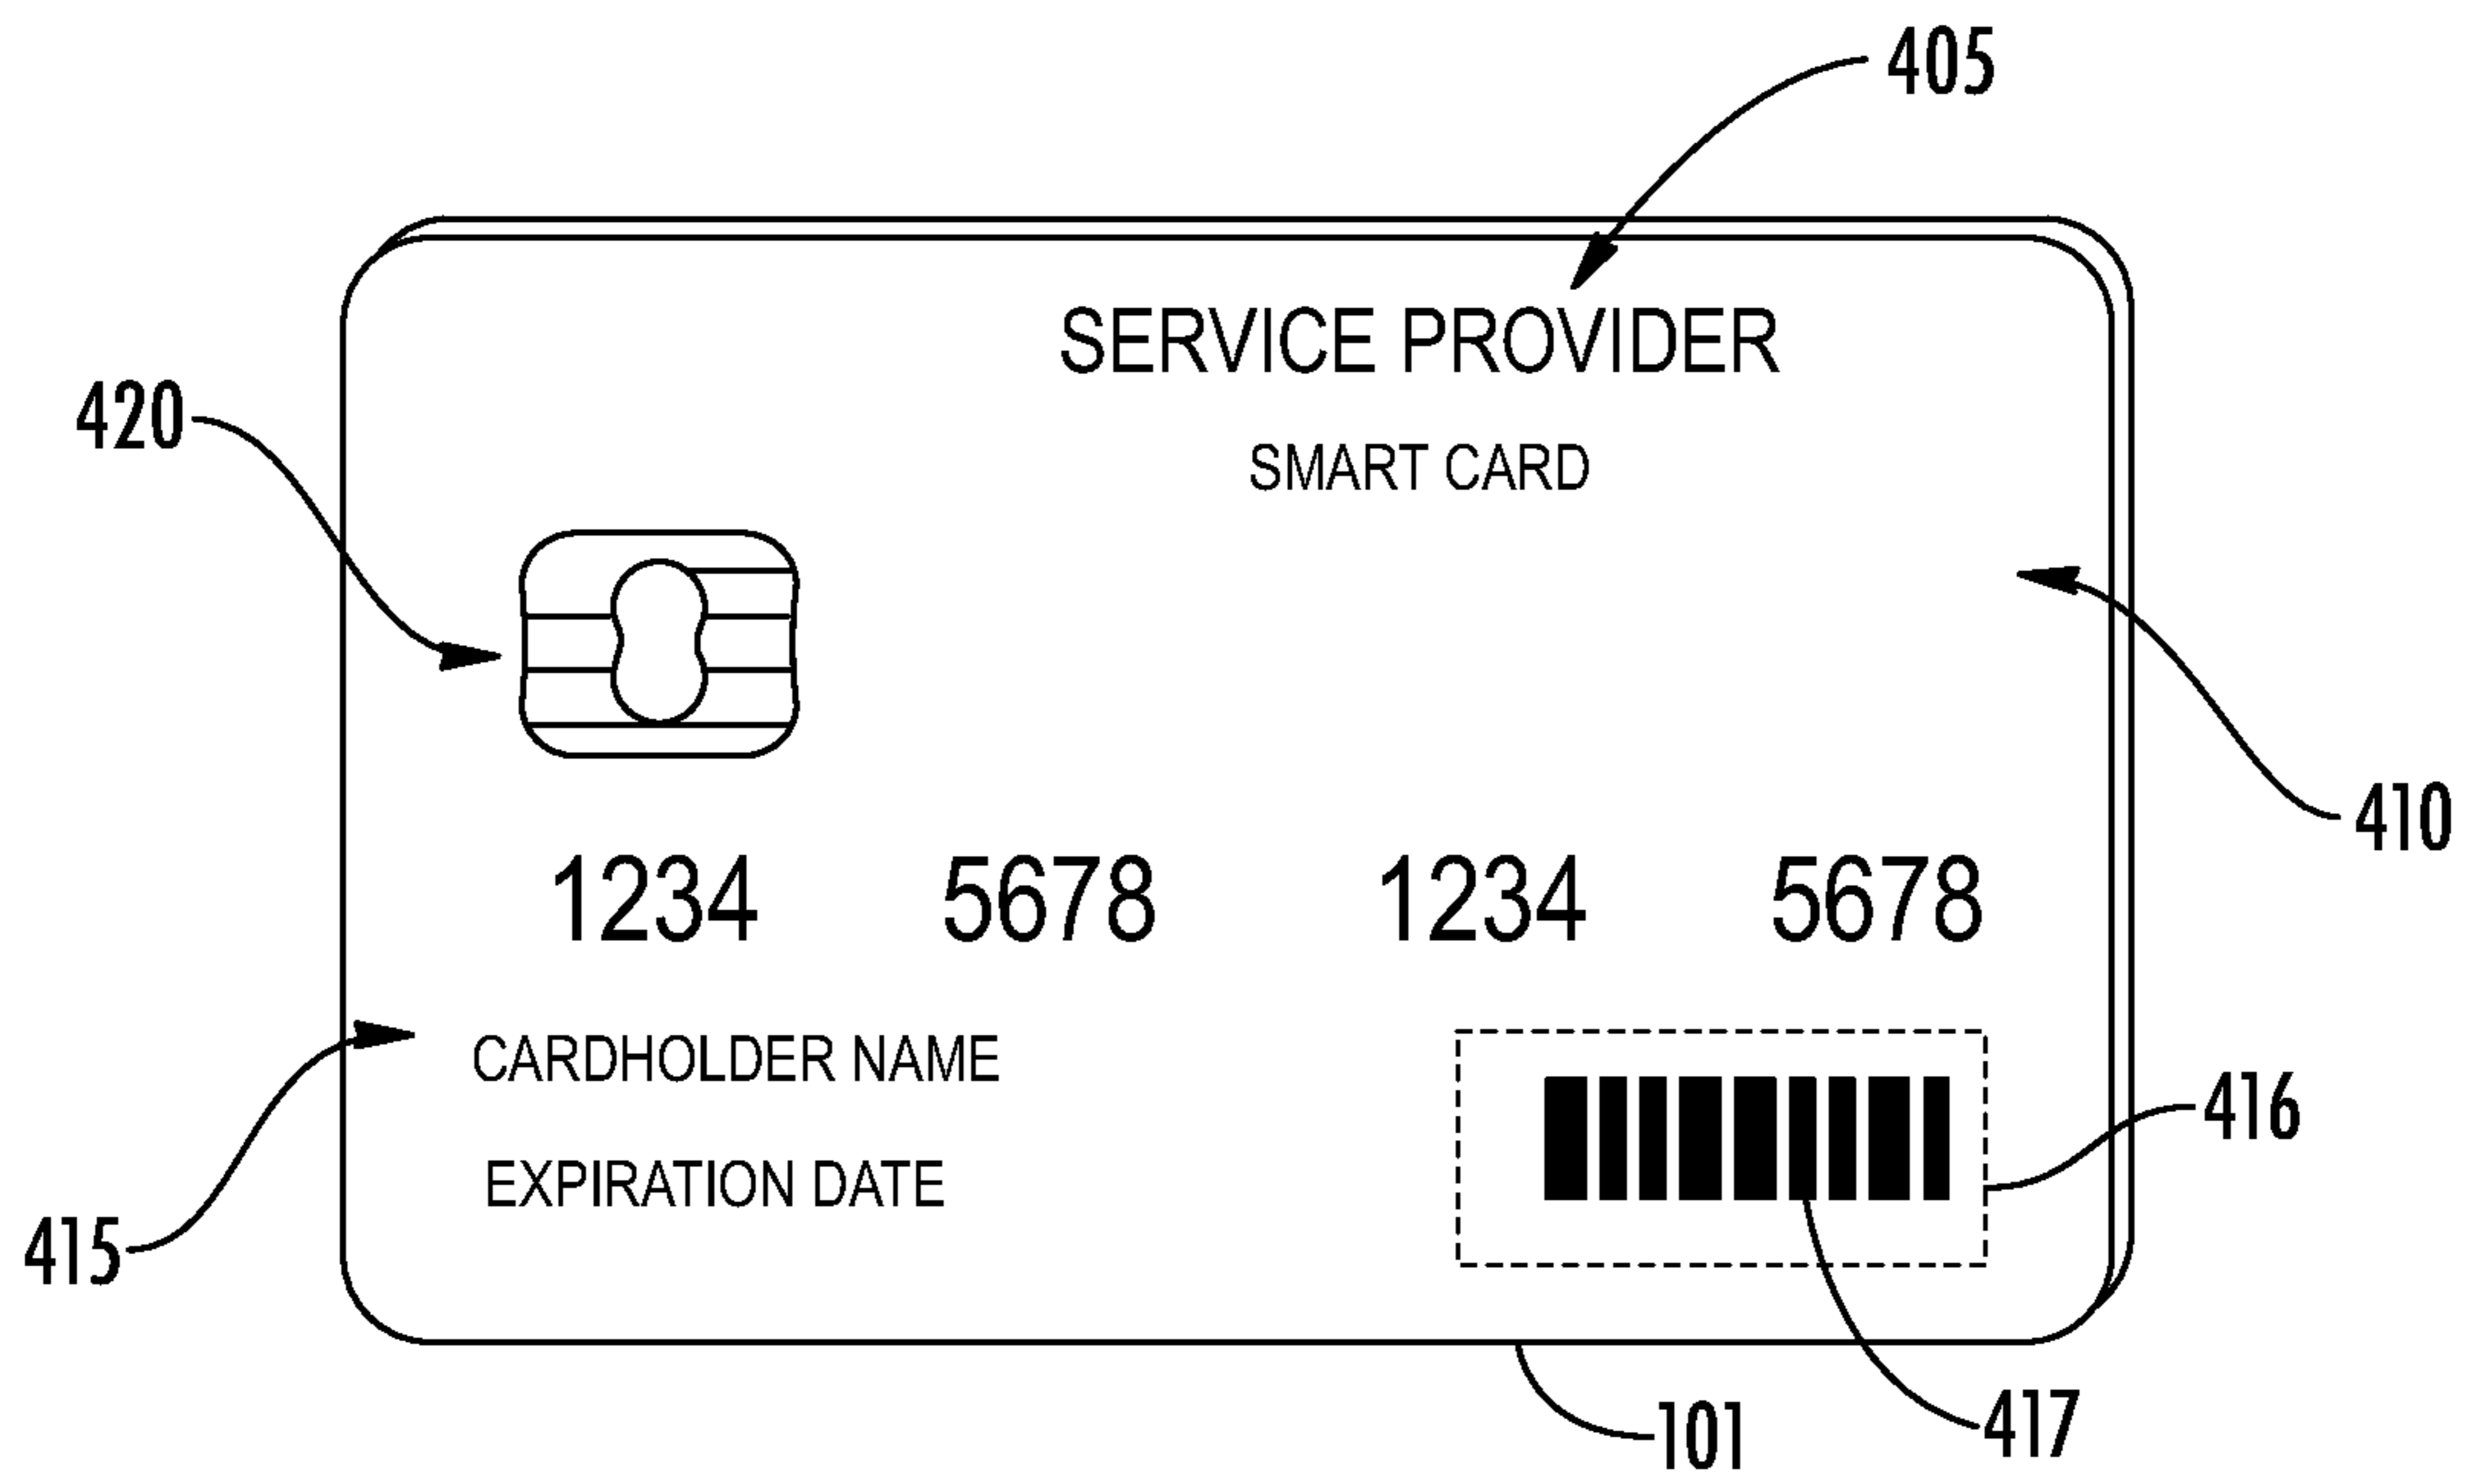 405
SERVICE PROVIDER
420
SMART CARD
410
1234 5678 1234 5678
CARDHOLDER NAME
416
EXPIRATION DATE
415
101
417